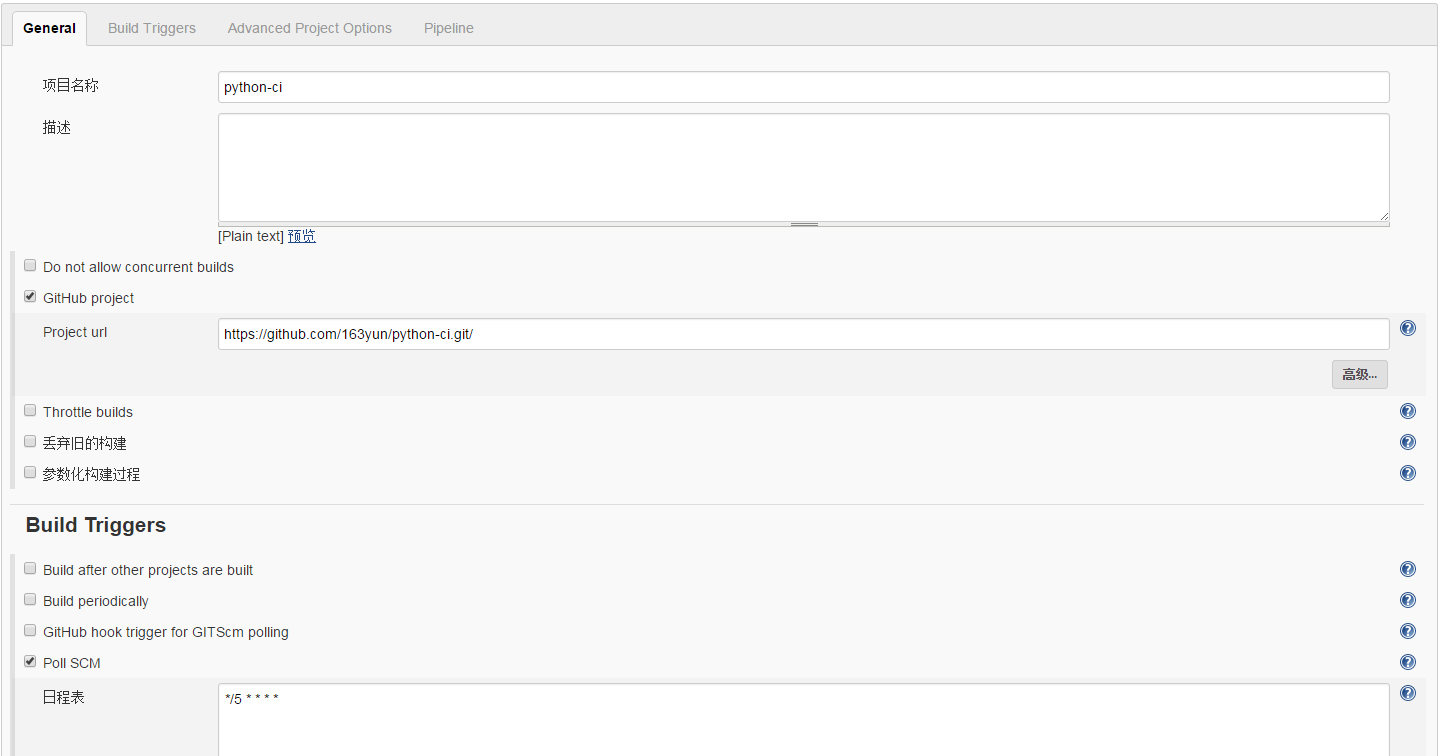 General Build Triggers Advanced Project Options Pipeline
项目名称 python-ci
描述
[Plain text] 预览
Do not allow concurrent builds
GitHub project
Project url https://github.com/163yun/python-ci.git/
高级...
Throttle builds
丢弃旧的构建
参数化构建过程
Build Triggers
Build after other projects are built
Build periodically
GitHub hook trigger for GITScm polling
Poll SCM
日程表 */5 * * * *